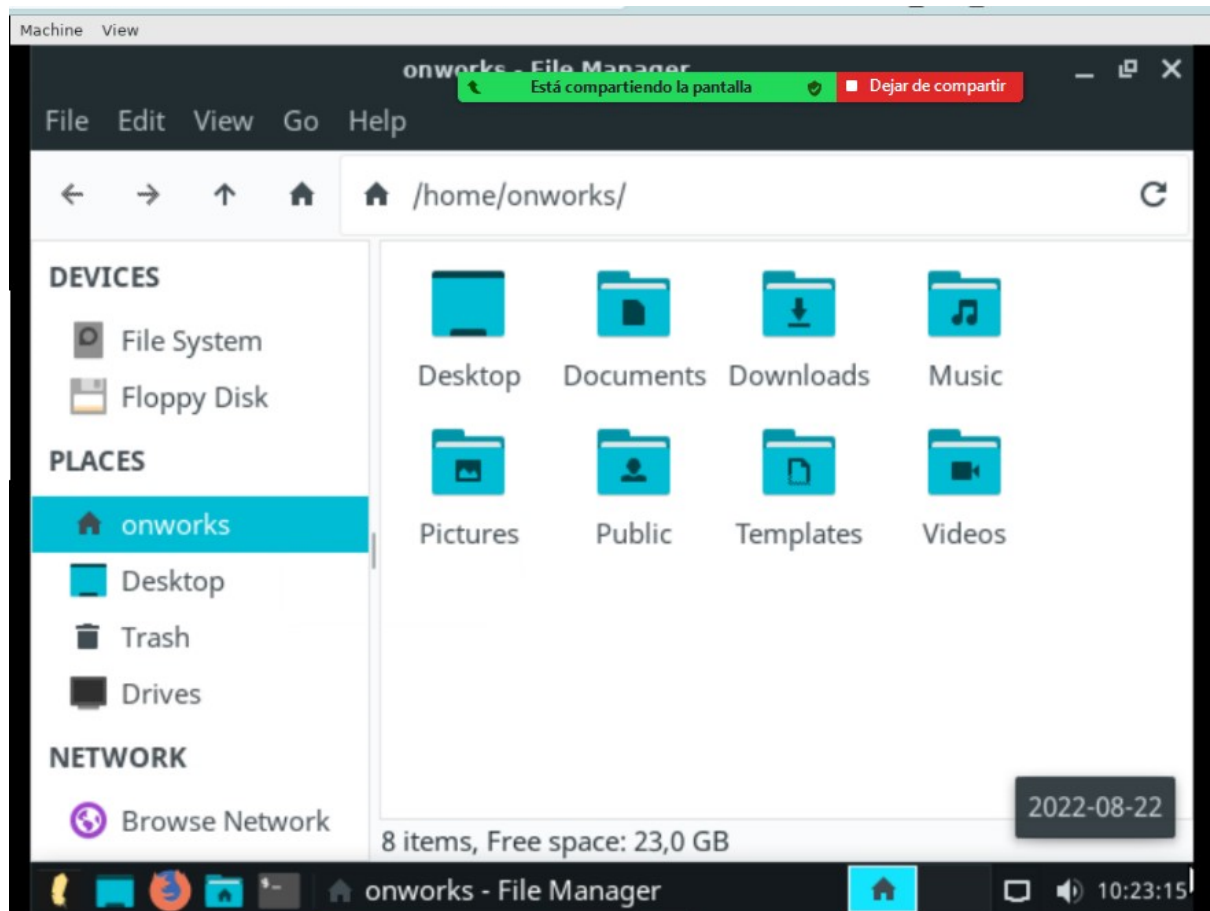 Machine View
onworks - File Manager
Está compartiendo la pantalla
Dejar de compartir
File Edit View Go Help
/home/onworks/
DEVICES
File System
Floppy Disk
PLACES
onworks
Desktop
Trash
Drives
NETWORK
Browse Network
Desktop Documents Downloads Music
Pictures Public Templates Videos
2022-08-22
8 items, Free space: 23,0 GB
onworks - File Manager
10:23:15